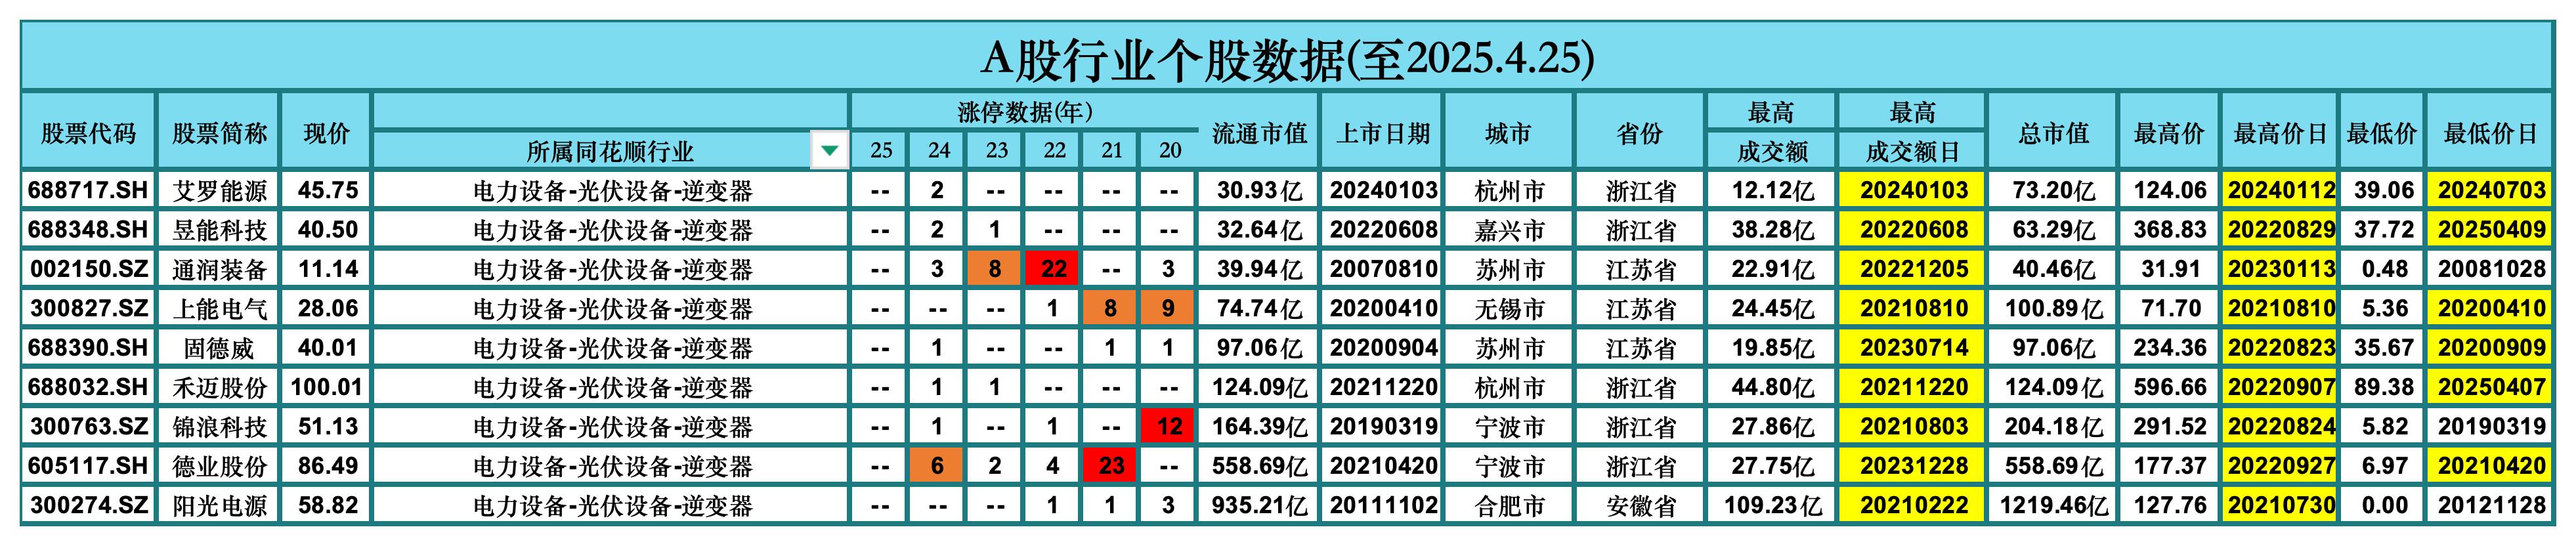 A股行业个股数据(至2025.4.25)
股票代码 股票简称 现价 所属同花顺行业 涨停数据(年) 25 24 23 22 21 20 流通市值 上市日期 城市 省份 最高成交额 最高成交额日 总市值 最高价 最高价日 最低价 最低价日
688717.SH 艾罗能源 45.75 电力设备-光伏设备-逆变器 -- 2 -- -- -- -- 30.93亿 20240103 杭州市 浙江省 12.12亿 20240103 73.20亿 124.06 20240112 39.06 20240703
688348.SH 昱能科技 40.50 电力设备-光伏设备-逆变器 -- 2 1 -- -- -- 32.64亿 20220608 嘉兴市 浙江省 38.28亿 20220608 63.29亿 368.83 20220829 37.72 20250409
002150.SZ 通润装备 11.14 电力设备-光伏设备-逆变器 -- 3 8 22 -- 3 39.94亿 20070810 苏州市 江苏省 22.91亿 20221205 40.46亿 31.91 20230113 0.48 20081028
300827.SZ 上能电气 28.06 电力设备-光伏设备-逆变器 -- -- -- 1 8 9 74.74亿 20200410 无锡市 江苏省 24.45亿 20210810 100.89亿 71.70 20210810 5.36 20200410
688390.SH 固德威 40.01 电力设备-光伏设备-逆变器 -- 1 -- -- 1 1 97.06亿 20200904 苏州市 江苏省 19.85亿 20230714 97.06亿 234.36 20220823 35.67 20200909
688032.SH 禾迈股份 100.01 电力设备-光伏设备-逆变器 -- 1 1 -- -- -- 124.09亿 20211220 杭州市 浙江省 44.80亿 20211220 124.09亿 596.66 20220907 89.38 20250407
300763.SZ 锦浪科技 51.13 电力设备-光伏设备-逆变器 -- 1 -- 1 -- 12 164.39亿 20190319 宁波市 浙江省 27.86亿 20210803 204.18亿 291.52 20220824 5.82 20190319
605117.SH 德业股份 86.49 电力设备-光伏设备-逆变器 -- 6 2 4 23 -- 558.69亿 20210420 宁波市 浙江省 27.75亿 20231228 558.69亿 177.37 20220927 6.97 20210420
300274.SZ 阳光电源 58.82 电力设备-光伏设备-逆变器 -- -- -- 1 1 3 935.21亿 20111102 合肥市 安徽省 109.23亿 20210222 1219.46亿 127.76 20210730 0.00 20121128